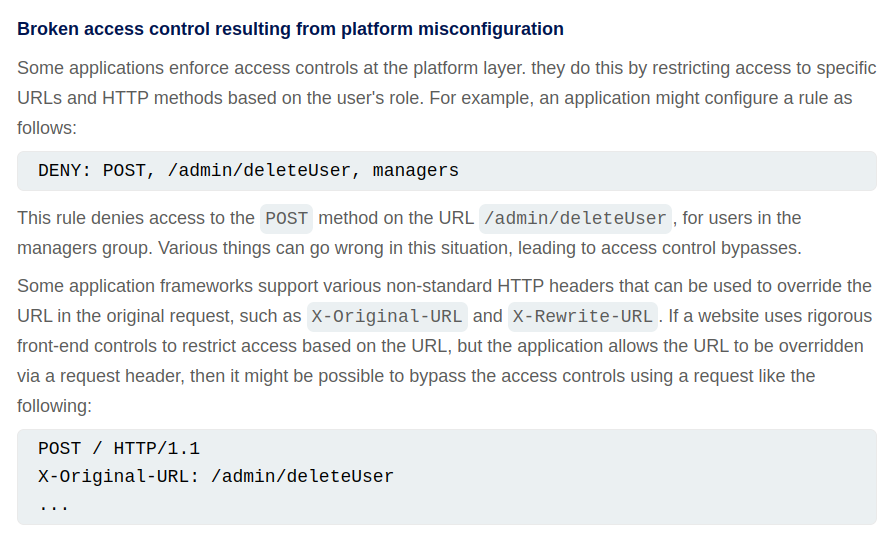 Broken access control resulting from platform misconfiguration
Some applications enforce access controls at the platform layer. they do this by restricting access to specific
URLs and HTTP methods based on the user's role. For example, an application might configure a rule as
follows:
DENY: POST, /admin/deleteUser, managers
This rule denies access to the POST method on the URL /admin/deleteUser, for users in the
managers group. Various things can go wrong in this situation, leading to access control bypasses.
Some application frameworks support various non-standard HTTP headers that can be used to override the
URL in the original request, such as X-Original-URL and X-Rewrite-URL. If a website uses rigorous
front-end controls to restrict access based on the URL, but the application allows the URL to be overridden
via a request header, then it might be possible to bypass the access controls using a request like the
following:
POST / HTTP/1.1
X-Original-URL: /admin/deleteUser
...